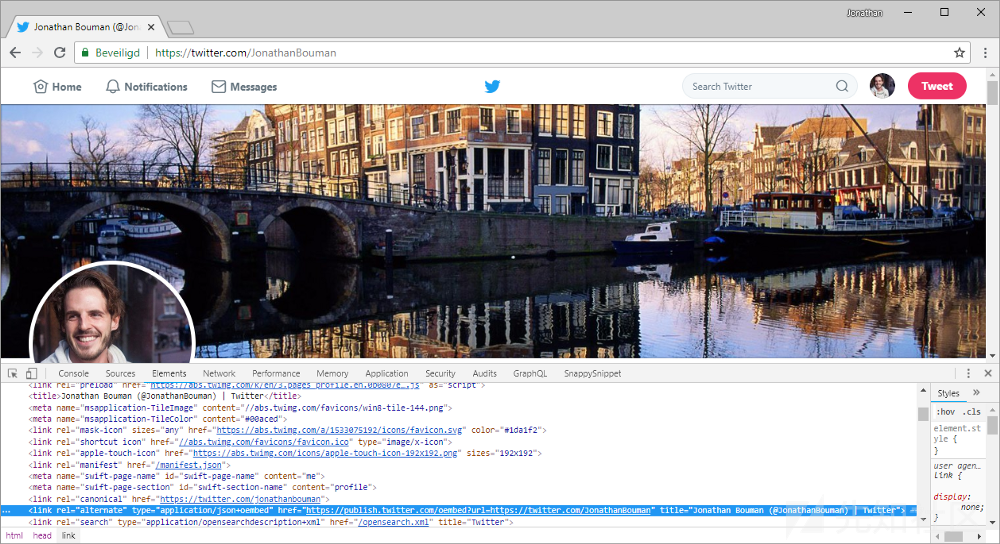 Jonathan
Jonathan Bouman (@Jon
Beveiligd https://twitter.com/JonathanBouman
Home Notifications Messages Search Twitter Tweet
Console Sources Elements Network Performance Memory Application Security Audits GraphQL SnappySnippet
<link rel="preload" href="https://abs.twimg.com/k/en/3.pages_profile.en.0b0807e….js" as="script">
<title>Jonathan Bouman (@JonathanBouman) | Twitter</title>
<meta name="msapplication-TileImage" content="//abs.twimg.com/favicons/win8-tile-144.png">
<meta name="msapplication-TileColor" content="#00aced">
<link rel="mask-icon" sizes="any" href="https://abs.twimg.com/a/1533075192/icons/favicon.svg" color="#1da1f2">
<link rel="shortcut icon" href="//abs.twimg.com/favicons/favicon.ico" type="image/x-icon">
<link rel="apple-touch-icon" href="https://abs.twimg.com/icons/apple-touch-icon-192x192.png" sizes="192x192">
<link rel="manifest" href="/manifest.json">
<meta name="swift-page-name" id="swift-page-name" content="me">
<meta name="swift-page-section" id="swift-section-name" content="profile">
<link rel="canonical" href="https://twitter.com/jonathanbouman">
… <link rel="alternate" type="application/json+oembed" href="https://publish.twitter.com/oembed?url=https://twitter.com/JonathanBouman" title="Jonathan Bouman (@JonathanBouman) | Twitter">
<link rel="search" type="application/opensearchdescription+xml" href="/opensearch.xml" title="Twitter">
html head link
Styles »
:hov .cls
element.st
yle {
}
user agen…
link {
display:
none;
}